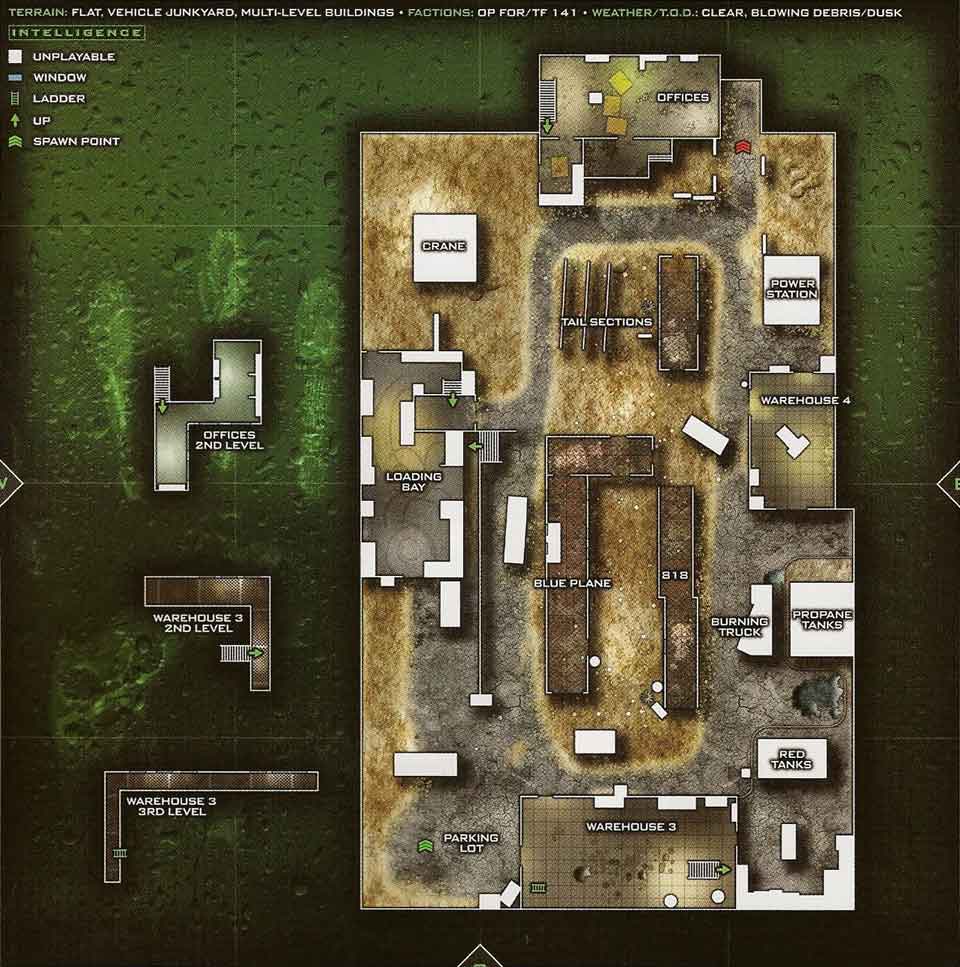 TERRAIN: FLAT, VEHICLE JUNKYARD, MULTI-LEVEL BUILDINGS • FACTIONS: OP FOR/TF 141 • WEATHER/T.O.D.: CLEAR, BLOWING DEBRIS/DUSK
INTELLIGENCE
UNPLAYABLE
WINDOW
LADDER
UP
SPAWN POINT
OFFICES
CRANE
POWER
STATION
TAIL SECTIONS
WAREHOUSE 4
OFFICES
2ND LEVEL
LOADING
BAY
BLUE PLANE
818
WAREHOUSE 3
2ND LEVEL
BURNING
TRUCK
PROPANE
TANKS
RED
TANKS
WAREHOUSE 3
3RD LEVEL
PARKING
LOT
WAREHOUSE 3